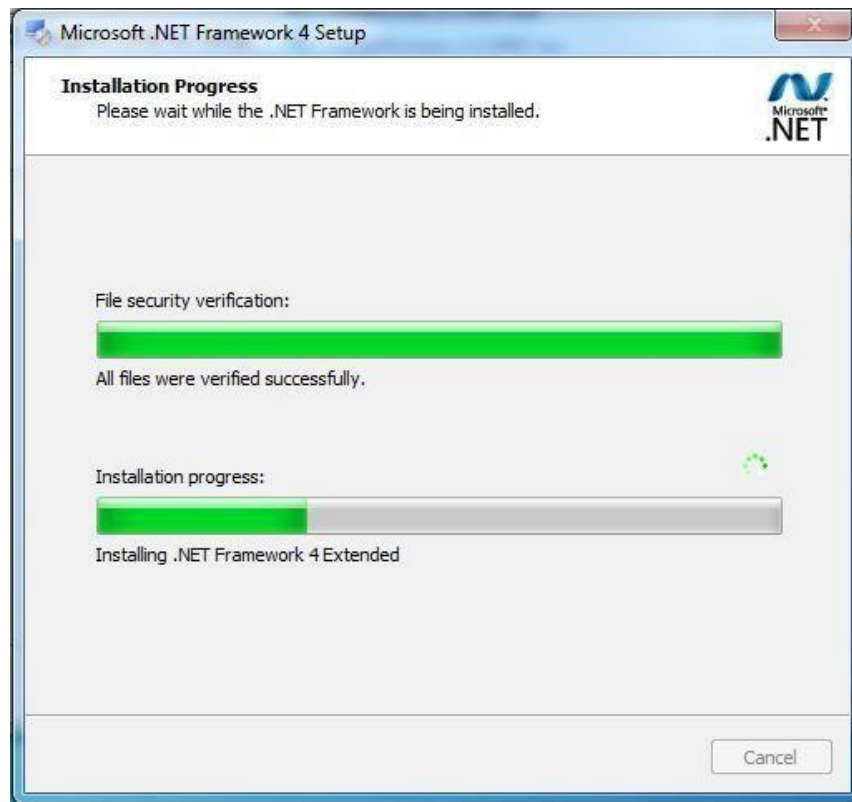 Microsoft .NET Framework 4 Setup
Installation Progress
Please wait while the .NET Framework is being installed.
Microsoft
.NET
File security verification:
All files were verified successfully.
Installation progress:
Installing .NET Framework 4 Extended
Cancel